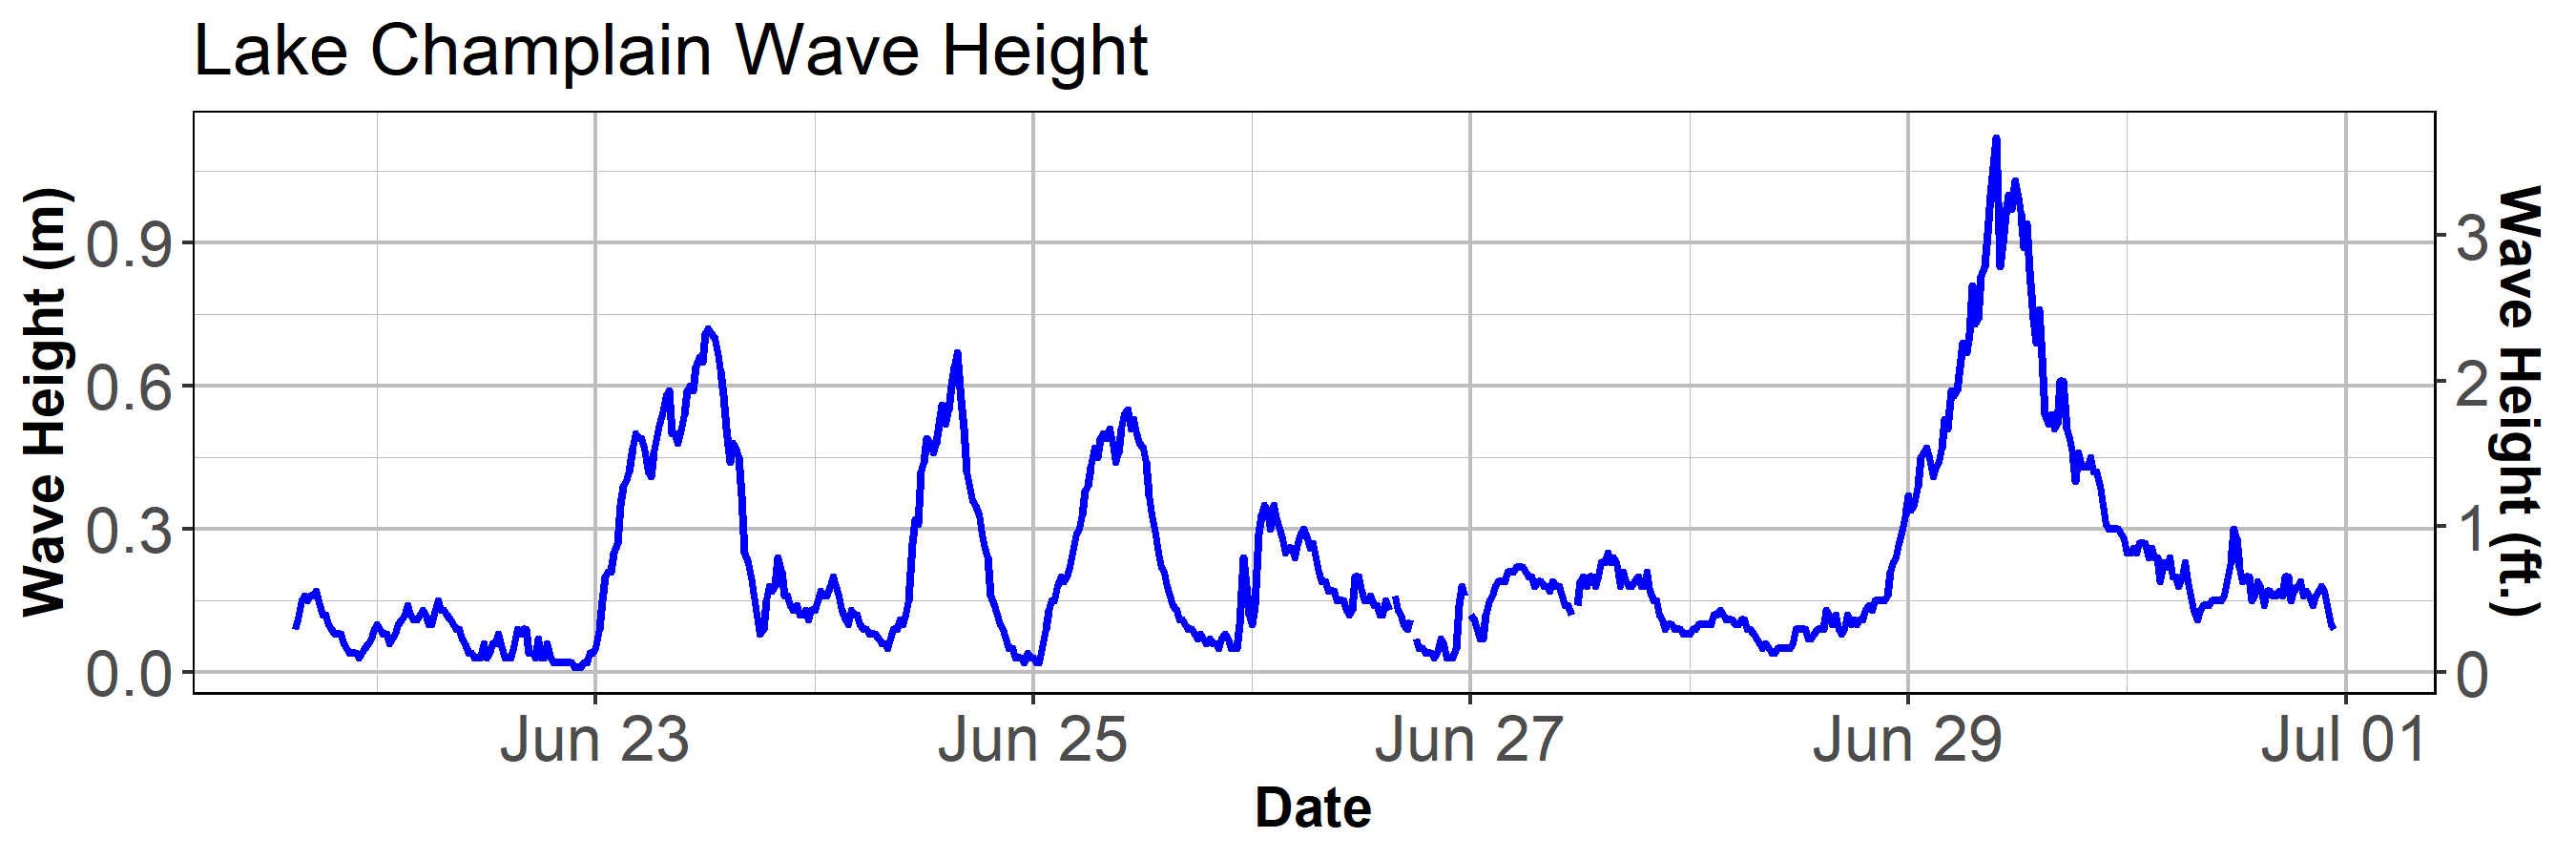 Lake Champlain Wave Height
Wave Height (m)
0.9
0.6
0.3
0.0
3
2
1
0
Wave Height (ft.)
Jun 23
Jun 25
Jun 27
Jun 29
Jul 01
Date